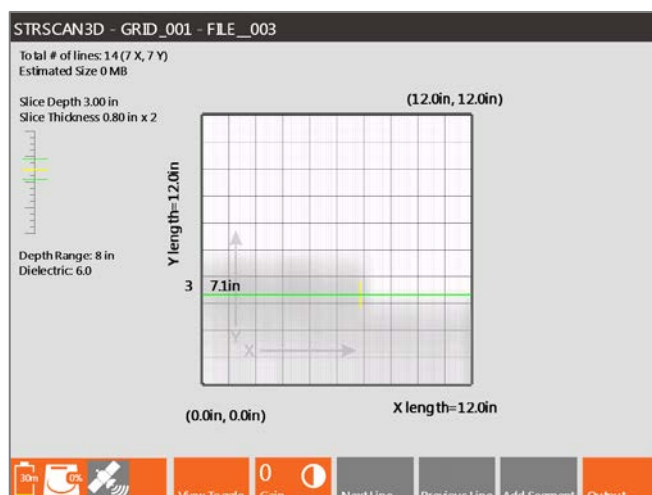 STRSCAN3D - GRID_001 - FILE__003
Total # of lines: 14 (7 X, 7 Y)
Estimated Size 0 MB
Slice Depth 3.00 in
Slice Thickness 0.80 in x 2
(12.0in, 12.0in)
Y length=12.0in
Depth Range: 8 in
Dielectric: 6.0
3 7.1in
Y
X
(0.0in, 0.0in)
X length=12.0in
30m
0%
0
View Toggle
Gain
Next Line
Previous Line
Add Segment
Output